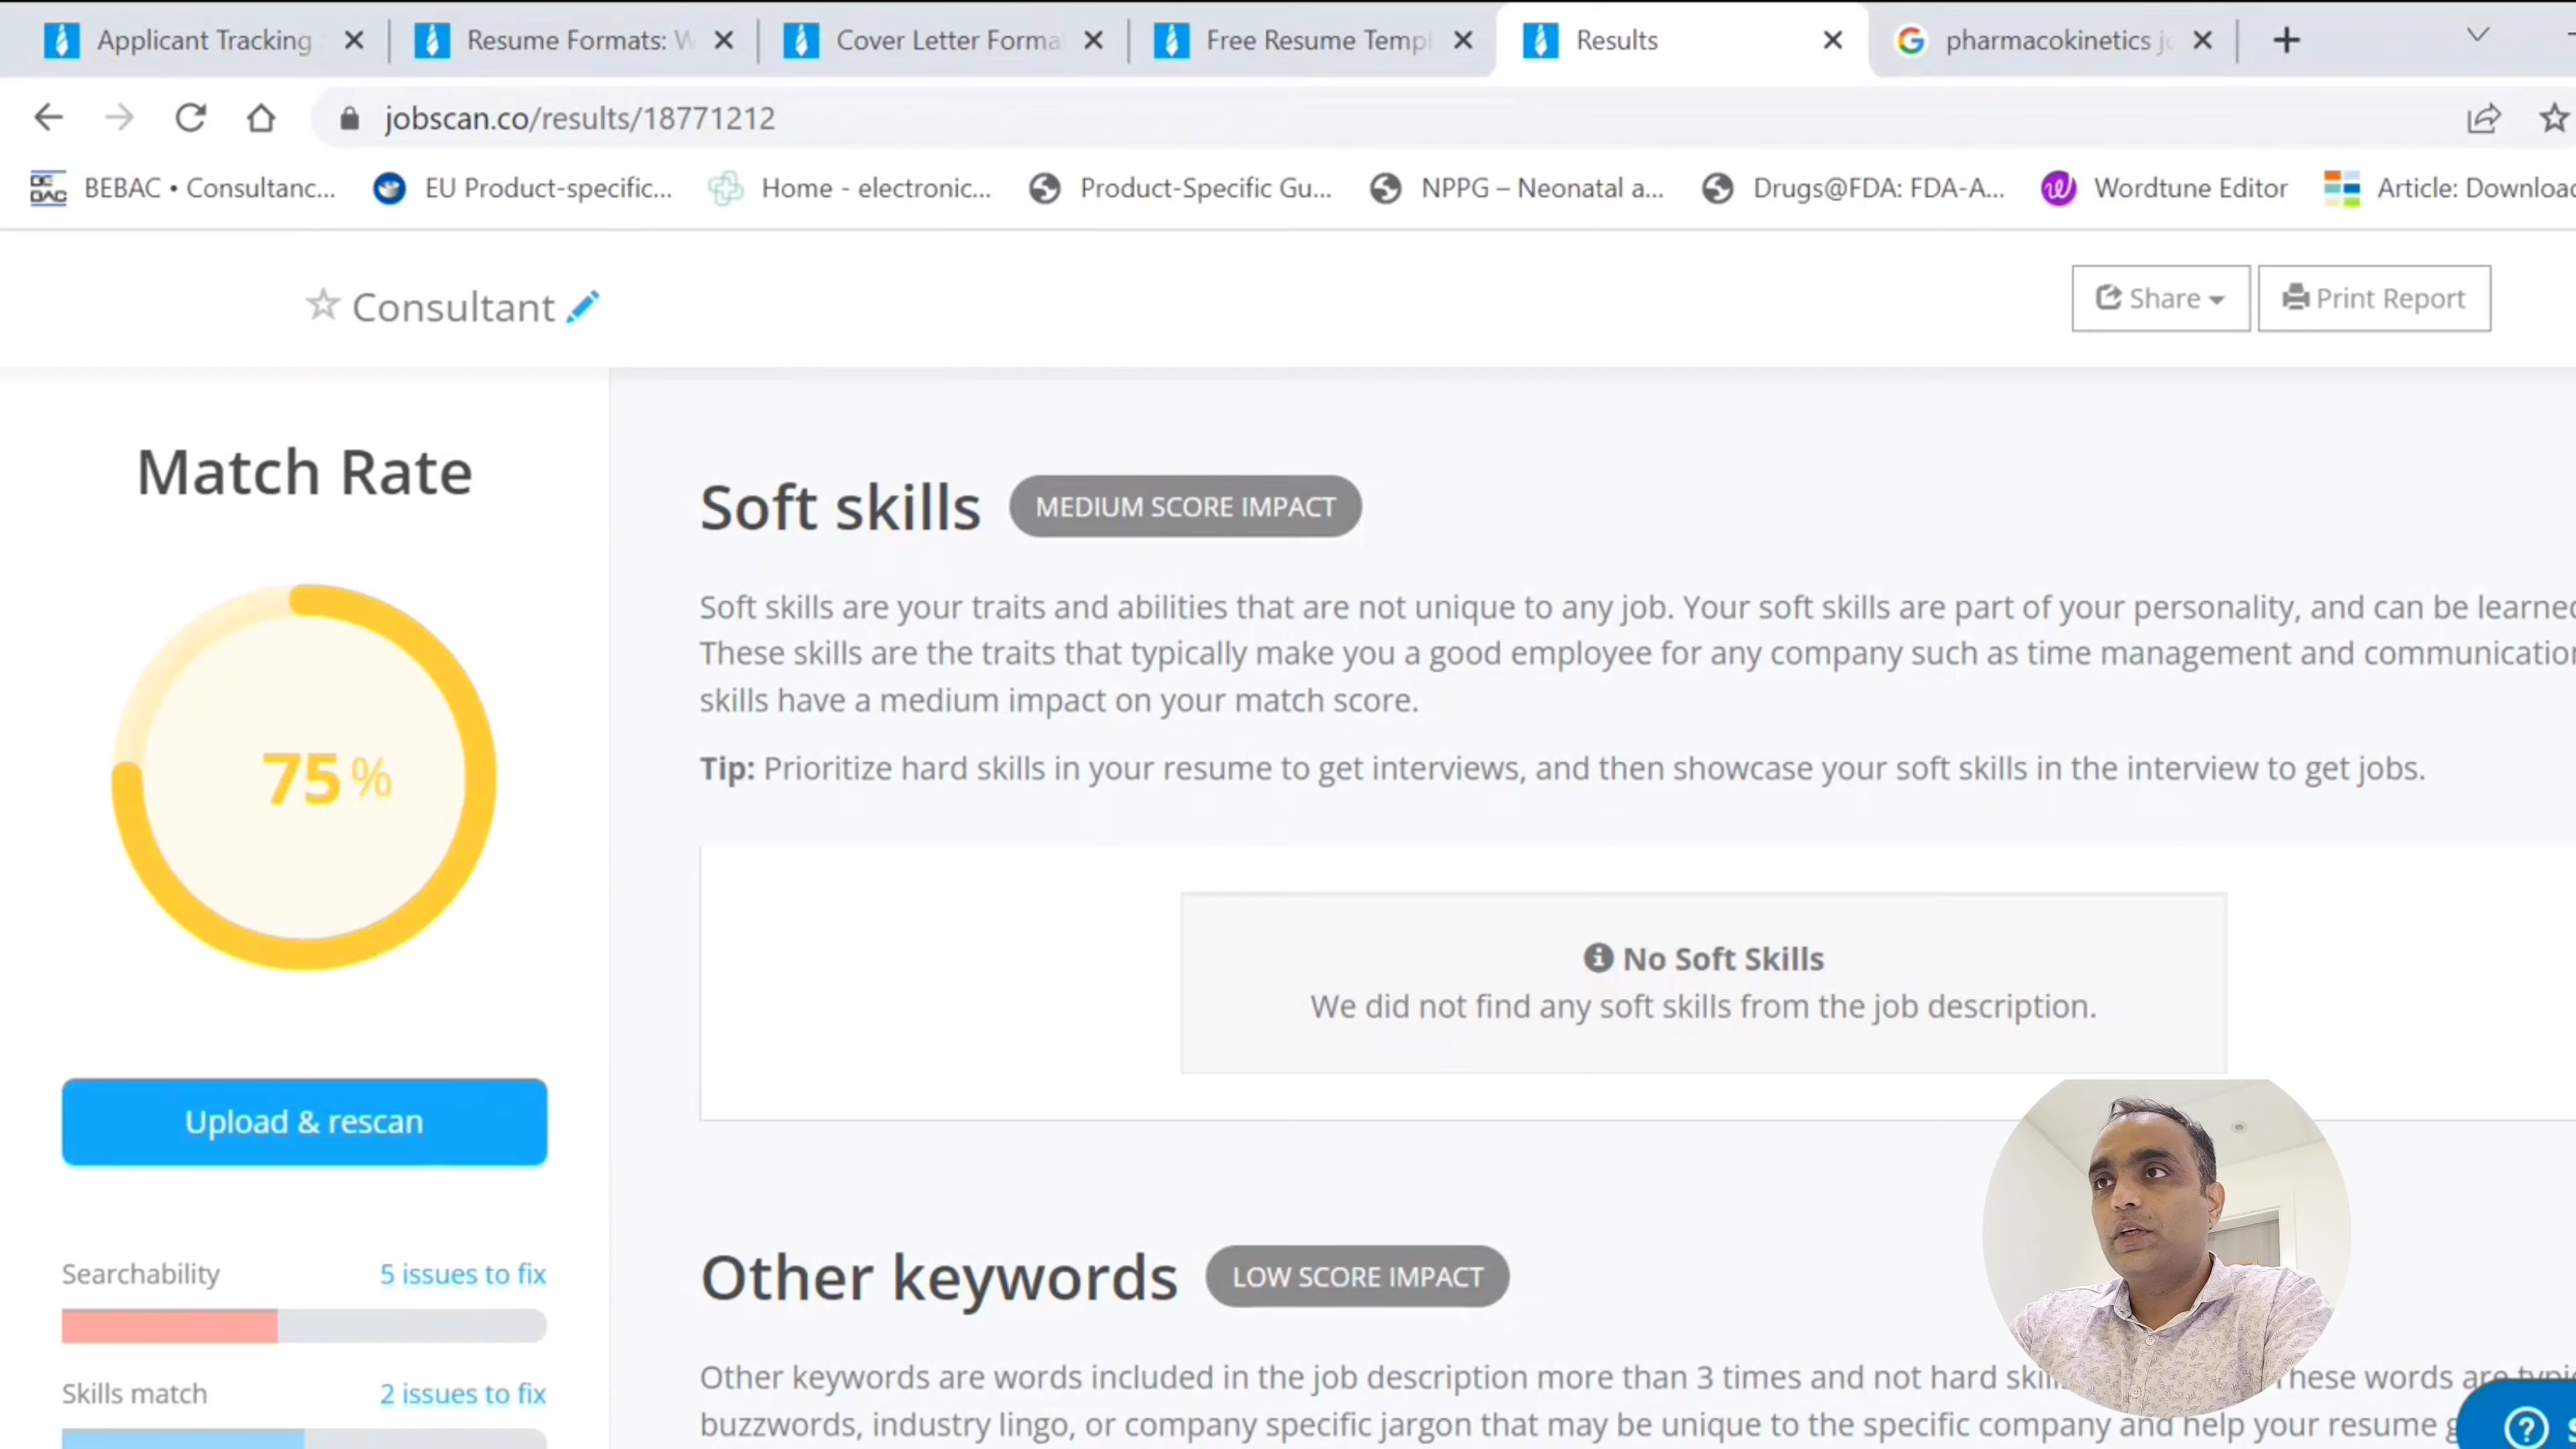 Applicant Tracking
Resume Formats: W
Cover Letter Forma
Free Resume Templ
Results
pharmacokinetics jo
jobscan.co/results/18771212
BEBAC • Consultanc...
EU Product-specific...
Home - electronic...
Product-Specific Gu...
NPPG – Neonatal a...
Drugs@FDA: FDA-A...
Wordtune Editor
Article: Download
Consultant
Share
Print Report
Match Rate
75%
Upload & rescan
Searchability
5 issues to fix
Skills match
2 issues to fix
Soft skills
MEDIUM SCORE IMPACT
Soft skills are your traits and abilities that are not unique to any job. Your soft skills are part of your personality, and can be learned
These skills are the traits that typically make you a good employee for any company such as time management and communication
skills have a medium impact on your match score.
Tip: Prioritize hard skills in your resume to get interviews, and then showcase your soft skills in the interview to get jobs.
No Soft Skills
We did not find any soft skills from the job description.
Other keywords
LOW SCORE IMPACT
Other keywords are words included in the job description more than 3 times and not hard These words are
buzzwords, industry lingo, or company specific jargon that may be unique to the specific company and help your resume